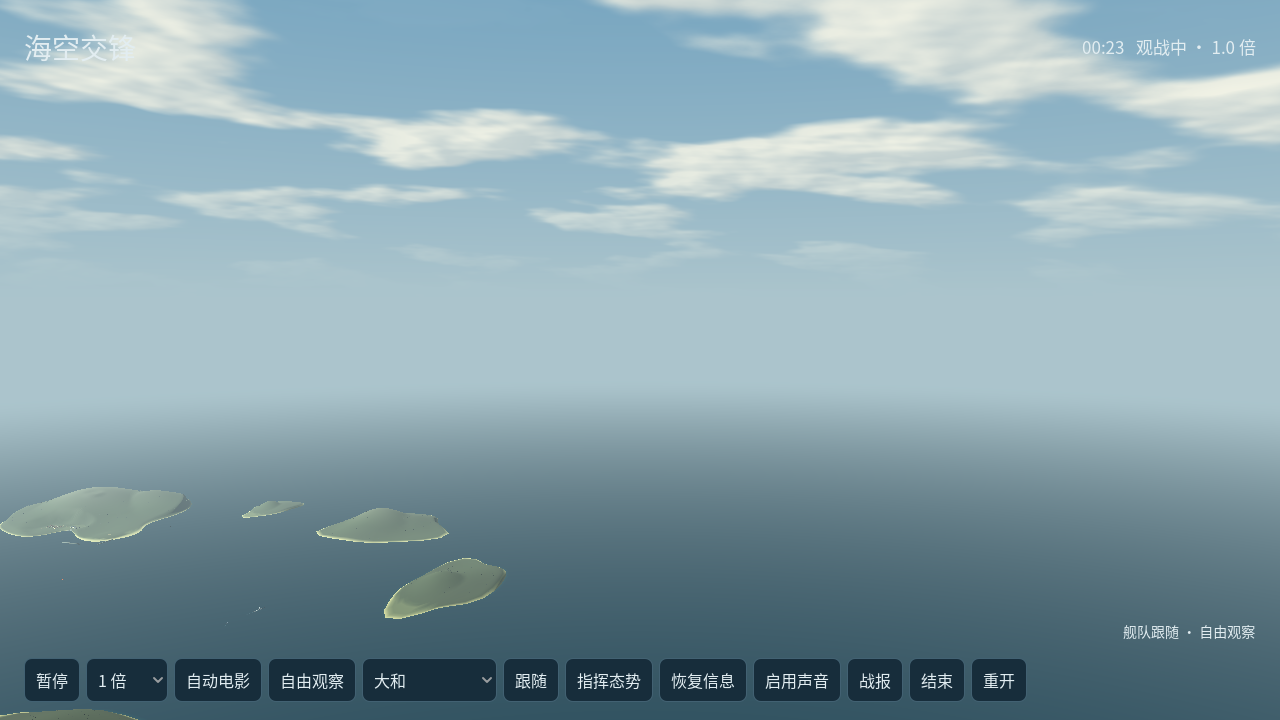 海空交锋
00:23 观战中 · 1.0 倍
舰队跟随 · 自由观察
暂停 1 倍 自动电影 自由观察 大和 跟随 指挥态势 恢复信息 启用声音 战报 结束 重开